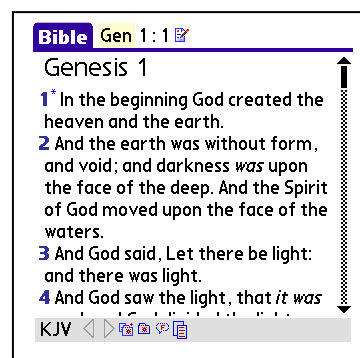 Bible Gen 1:1
Genesis 1
1* In the beginning God created the
heaven and the earth.
2 And the earth was without form,
and void; and darkness was upon
the face of the deep. And the Spirit
of God moved upon the face of the
waters.
3 And God said, Let there be light:
and there was light.
4 And God saw the light, that it was
KJV